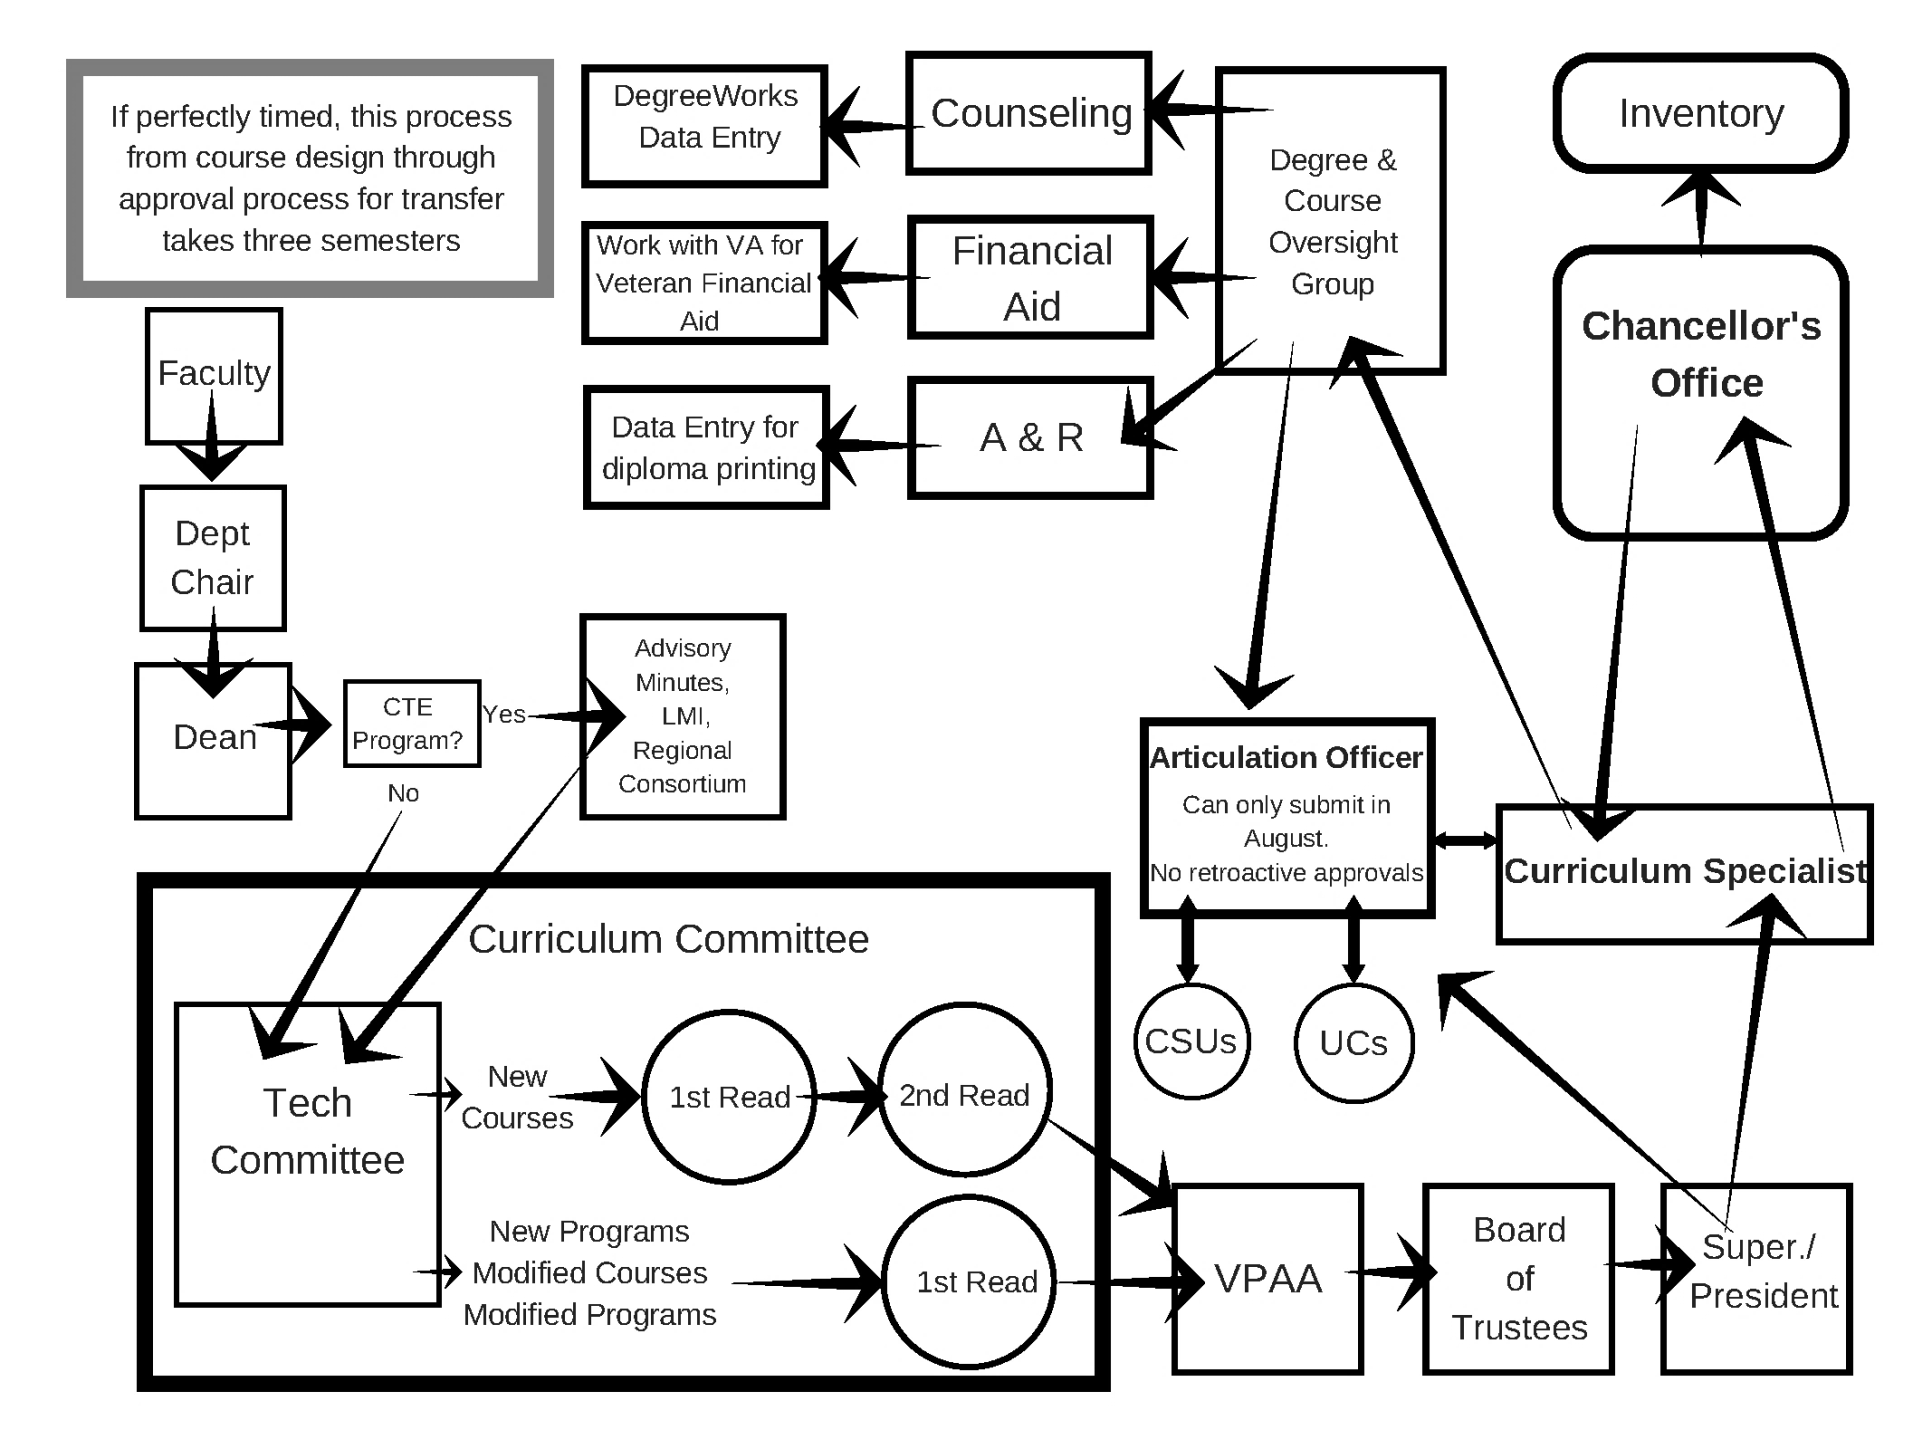 If perfectly timed, this process
from course design through
approval process for transfer
takes three semesters
DegreeWorks
Data Entry
Counseling
Degree &
Course
Oversight
Group
Inventory
Work with VA for
Veteran Financial
Aid
Financial
Aid
Chancellor's
Office
Faculty
Data Entry for
diploma printing
A & R
Dept
Chair
Dean
CTE
Program?
Yes
No
Advisory
Minutes,
LMI,
Regional
Consortium
Articulation Officer
Can only submit in
August.
No retroactive approvals
Curriculum Specialist
CSUs
UCs
Curriculum Committee
Tech
Committee
New
Courses
1st Read
2nd Read
New Programs
Modified Courses
Modified Programs
1st Read
VPAA
Board
of
Trustees
Super./
President